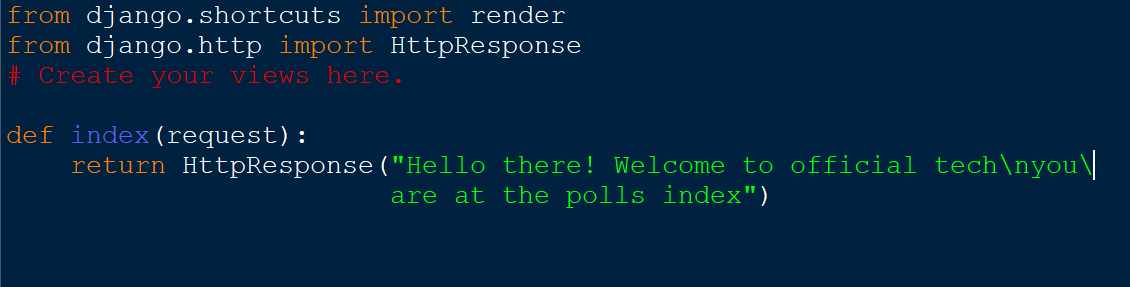 from django.shortcuts import render
from django.http import HttpResponse
# Create your views here.

def index(request):
    return HttpResponse("Hello there! Welcome to official tech\nyou\
                        are at the polls index")